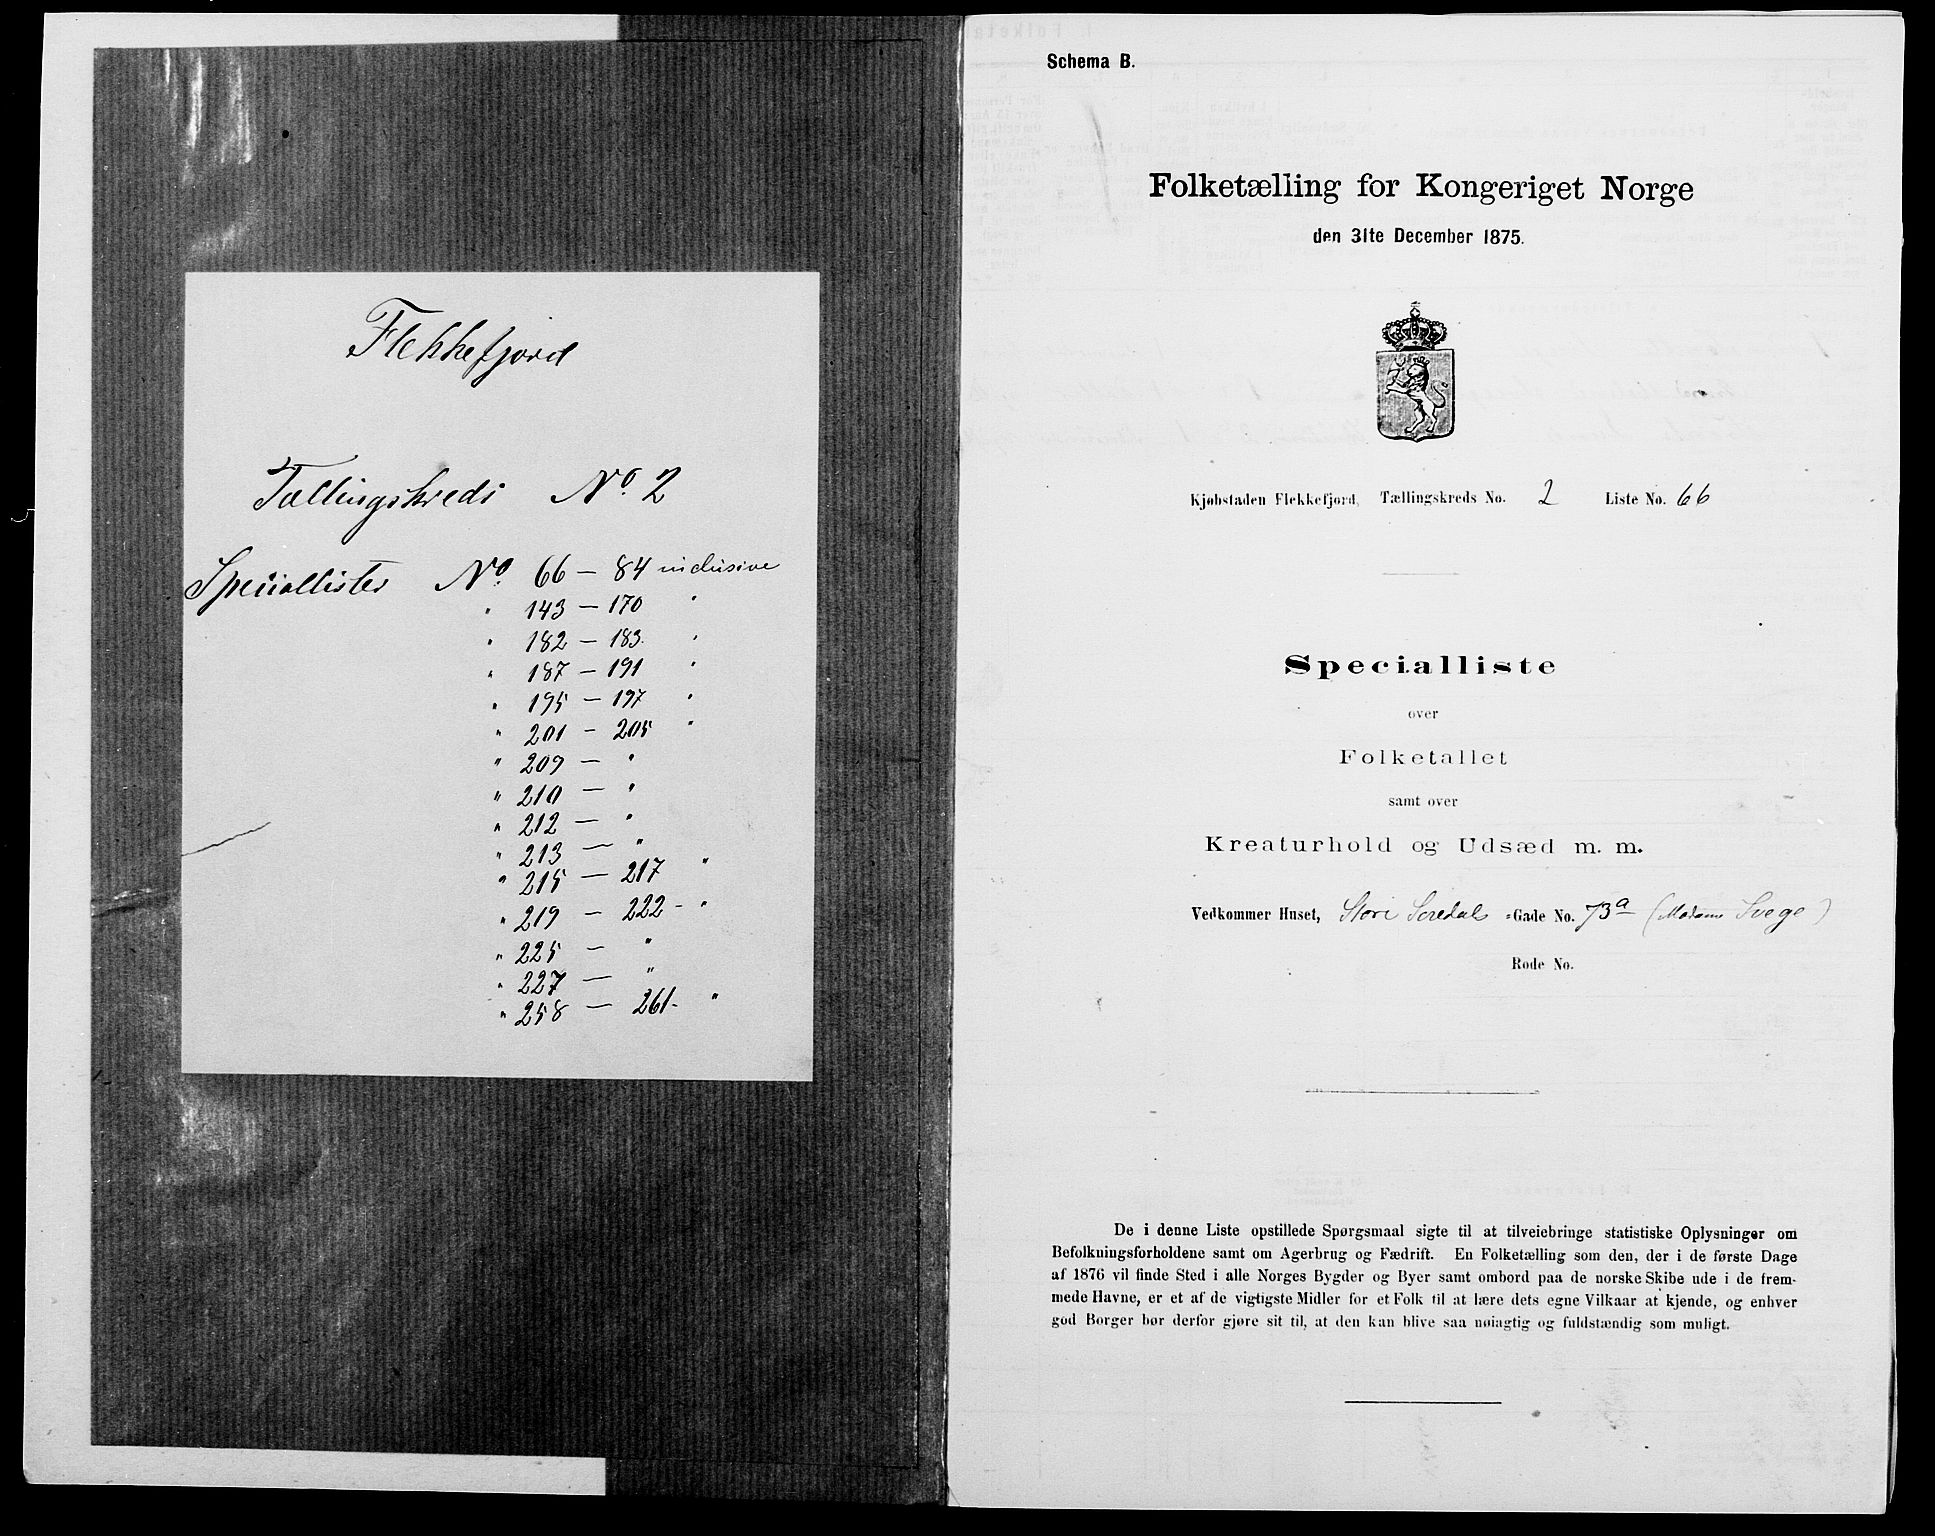 Flekkefjord
Tællingskreds No. 2
Speciallister No. 66 — 84 inclusive
" 143 — 170 "
" 182 — 183. "
" 187 — 191 "
" 195 — 197 "
" 201 — 205 "
" 209 — "
" 210 — "
" 212 — "
" 213 — "
" 215 — 217 "
" 219 — 222 - "
" 225 — "
" 227 — "
" 258 — 261 - "
Schema B.
Folketælling for Kongeriget Norge
den 31te December 1875.
Kjøbstaden Flekkefjord, Tællingskreds No. 2 Liste No. 66
Specialliste
over
Folketallet
samt over
Kreaturhold og Udsæd m. m.
Vedkommer Huset, Store -Gade No. 73a (Madame Svege)
Rode No.
De i denne Liste opstillede Spørgsmaal sigte til at tilveiebringe statistiske Oplysninger om
Befolkningsforholdene samt om Agerbrug og Fædrift. En Folketælling som den, der i de første Dage
af 1876 vil finde Sted i alle Norges Bygder og Byer samt ombord paa de norske Skibe ude i de frem-
mede Havne, er et af de vigtigste Midler for et Folk til at lære dets egne Vilkaar at kjende, og enhver
god Borger bør derfor gjøre sit til, at den kan blive saa nøiagtig og fuldstændig som muligt.